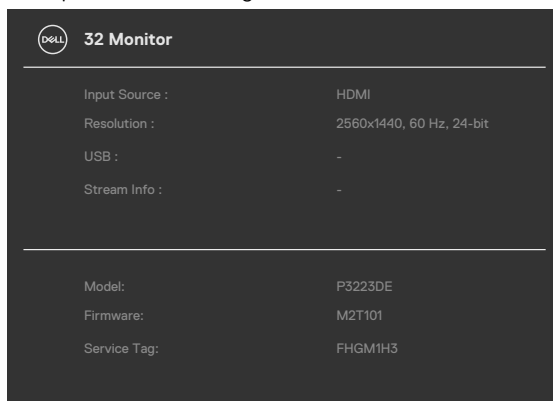 DELL 32 Monitor
Input Source : HDMI
Resolution : 2560x1440, 60 Hz, 24-bit
USB : -
Stream Info : -
Model: P3223DE
Firmware: M2T101
Service Tag: FHGM1H3